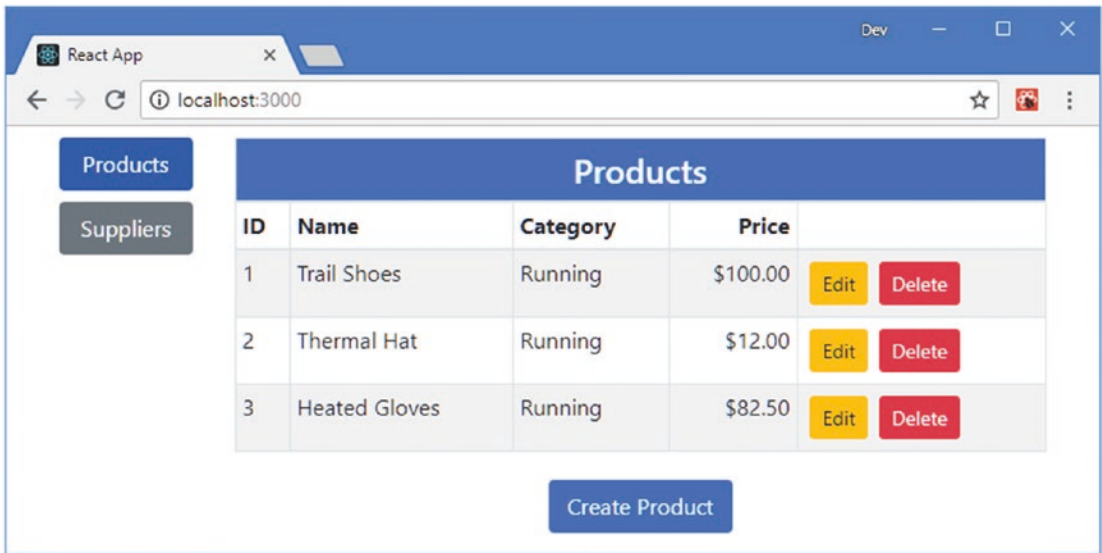 Dev
React App
localhost:3000
Products
Suppliers
Products
ID Name Category Price
1 Trail Shoes Running $100.00 Edit Delete
2 Thermal Hat Running $12.00 Edit Delete
3 Heated Gloves Running $82.50 Edit Delete
Create Product